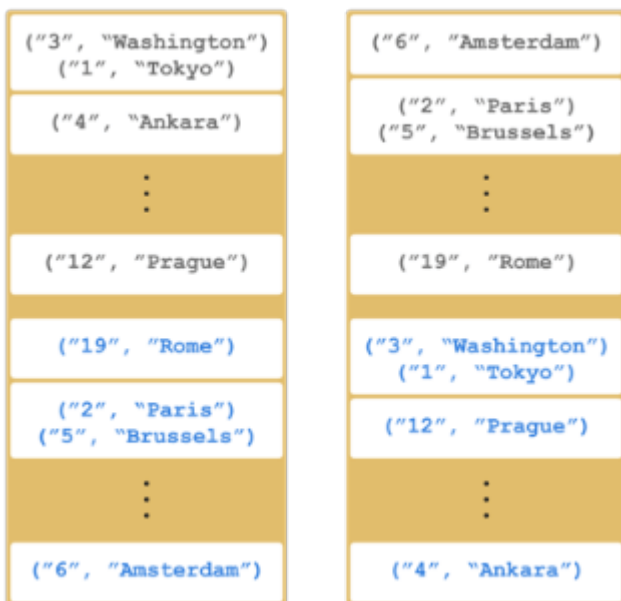 ("3", "Washington")
("1", "Tokyo")
("4", "Ankara")
("12", "Prague")
("19", "Rome")
("2", "Paris")
("5", "Brussels")
("6", "Amsterdam")
("6", "Amsterdam")
("2", "Paris")
("5", "Brussels")
("19", "Rome")
("3", "Washington")
("1", "Tokyo")
("12", "Prague")
("4", "Ankara")